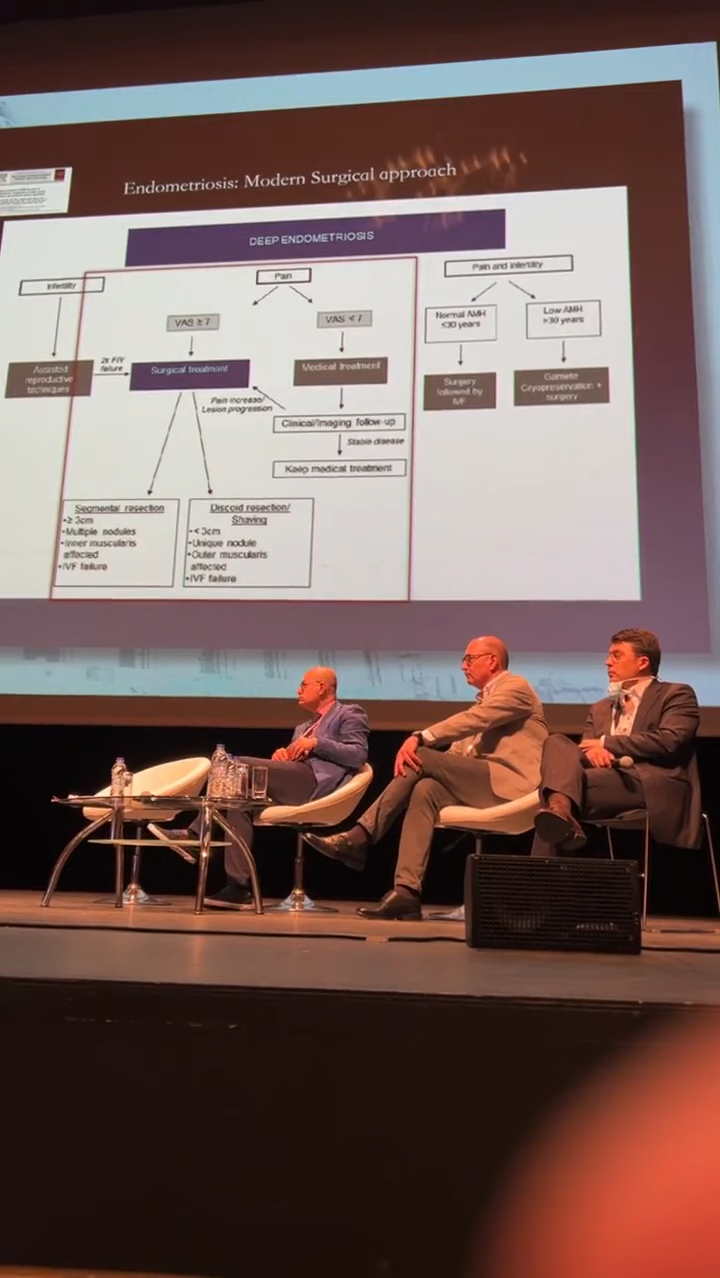 Endometriosis: Modern Surgical approach
DEEP ENDOMETRIOSIS
Infertility
Pain
Pain and infertility
VAS ≥ 7
VAS < 7
Normal AMH
≤30 years
Low AMH
>30 years
Assisted
reproductive
techniques
2x FIV
failure
Surgical treatment
Medical treatment
Surgery
followed by
IVF
Gamete
Cryopreservation +
surgery
Pain increase/
Lesion progression
Clinical/Imaging follow-up
Stable disease
Keep medical treatment
Segmental resection
•≥ 3cm
•Multiple nodules
•Inner muscularis
affected
•IVF failure
Discoid resection/
Shaving
•< 3cm
•Unique nodule
•Outer muscularis
affected
•IVF failure